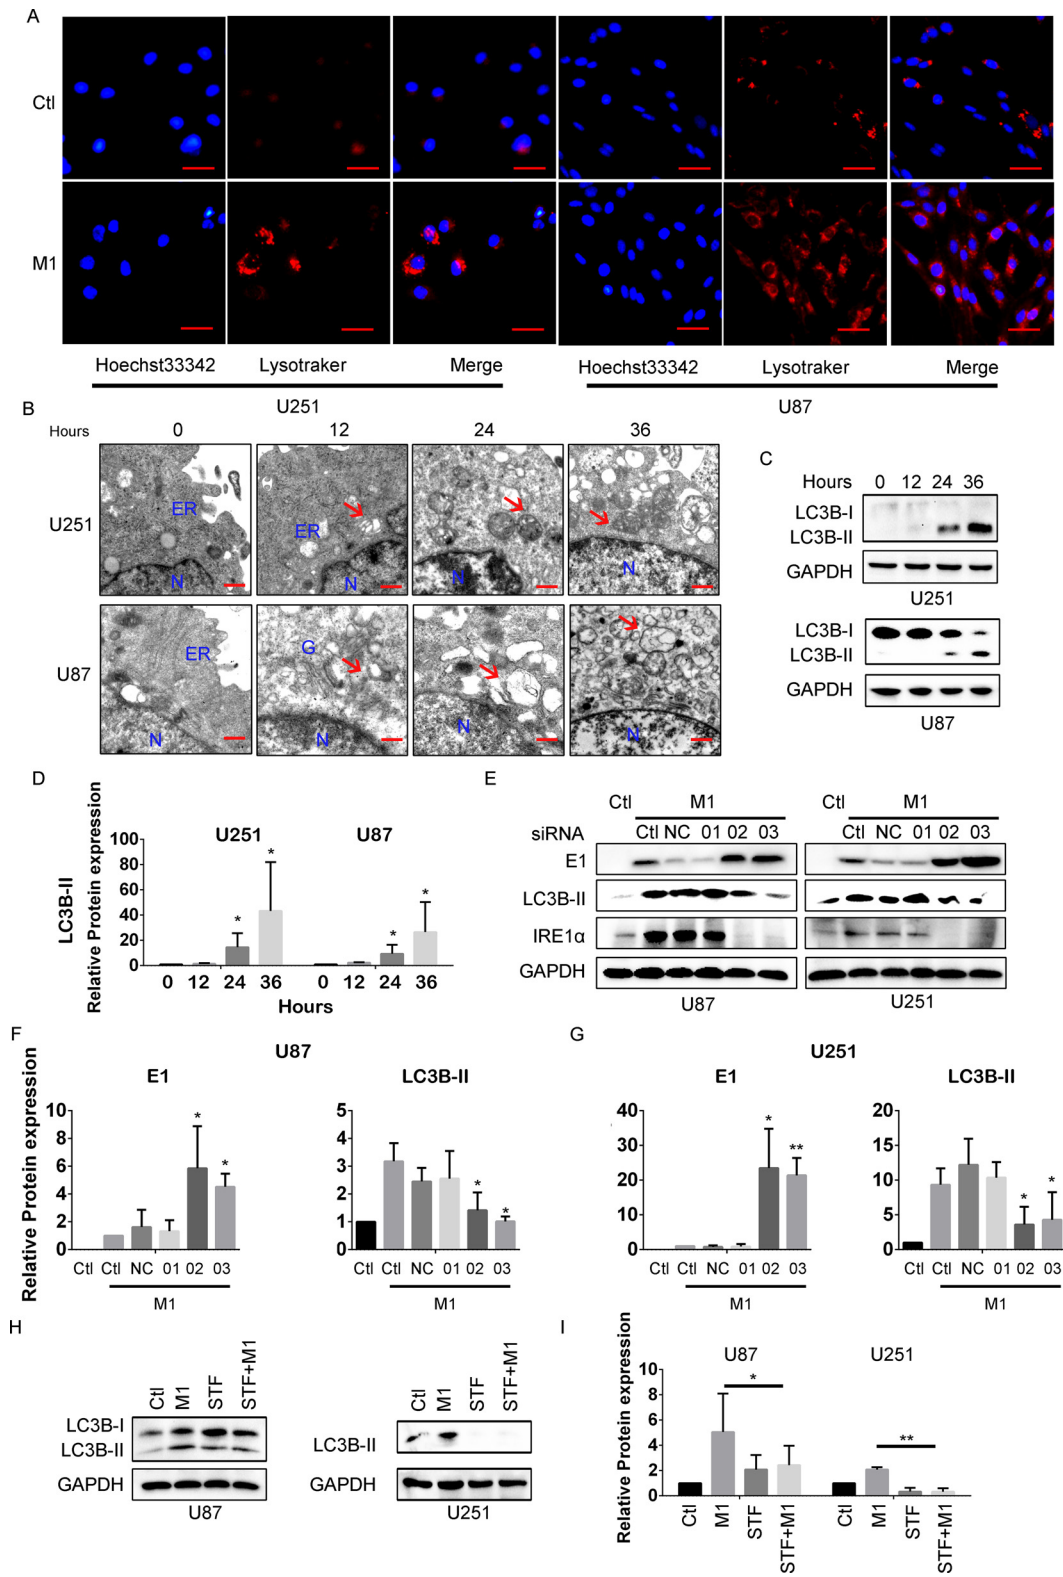 A
Ctl
M1
Hoechst33342 Lysotraker Merge Hoechst33342 Lysotraker Merge
U251 U87
B
Hours 0 12 24 36
U251
ER N ER N N N
U87
ER N G N N N
C
Hours
0 12 24 36
LC3B-I
LC3B-II
GAPDH
U251
LC3B-I
LC3B-II
GAPDH
U87
D
U251 U87
LC3B-II
Relative Protein expression
100
80
60
40
20
0
* * * *
0 12 24 36 0 12 24 36
Hours
E
Ctl M1 Ctl M1
siRNA Ctl NC 01 02 03 Ctl NC 01 02 03
E1
LC3B-II
IRE1α
GAPDH
U87 U251
F
U87
E1 LC3B-II
Relative Protein expression
10
8
6
4
2
0
* *
Ctl Ctl NC 01 02 03
M1
5
4
3
2
1
0
* *
Ctl Ctl NC 01 02 03
M1
G
U251
E1 LC3B-II
40
30
20
10
0
* **
Ctl Ctl NC 01 02 03
M1
20
15
10
5
0
* *
Ctl Ctl NC 01 02 03
M1
H
Ctl M1 STF STF+M1
LC3B-I
LC3B-II
GAPDH
U87
Ctl M1 STF STF+M1
LC3B-II
GAPDH
U251
I
Relative Protein expression
U87 U251
10
8
6
4
2
0
* **
Ctl M1 STF STF+M1 Ctl M1 STF STF+M1